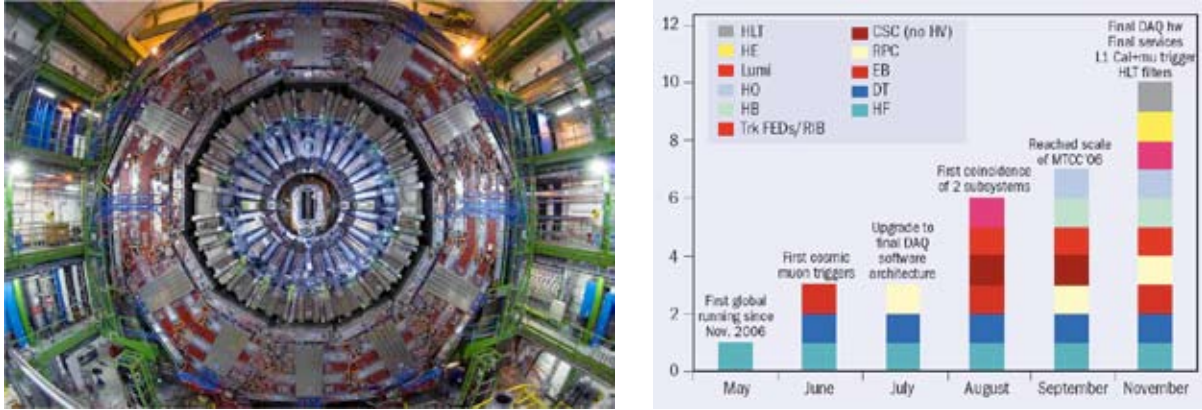 12
10
8
6
4
2
0
HLT
HE
Lumi
HO
HB
Trk FEDs/RIB
CSC (no HV)
RPC
EB
DT
HF
First global
running since
Nov. 2006
First cosmic
muon triggers
Upgrade to
final DAQ
software
architecture
First coincidence
of 2 subsystems
Reached scale
of MTCC'06
Final DAQ hw
Final services
L1 Cal+mu trigger
HLT filters
May
June
July
August
September
November